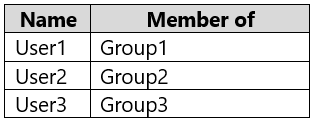 Name Member of
User1 Group1
User2 Group2
User3 Group3